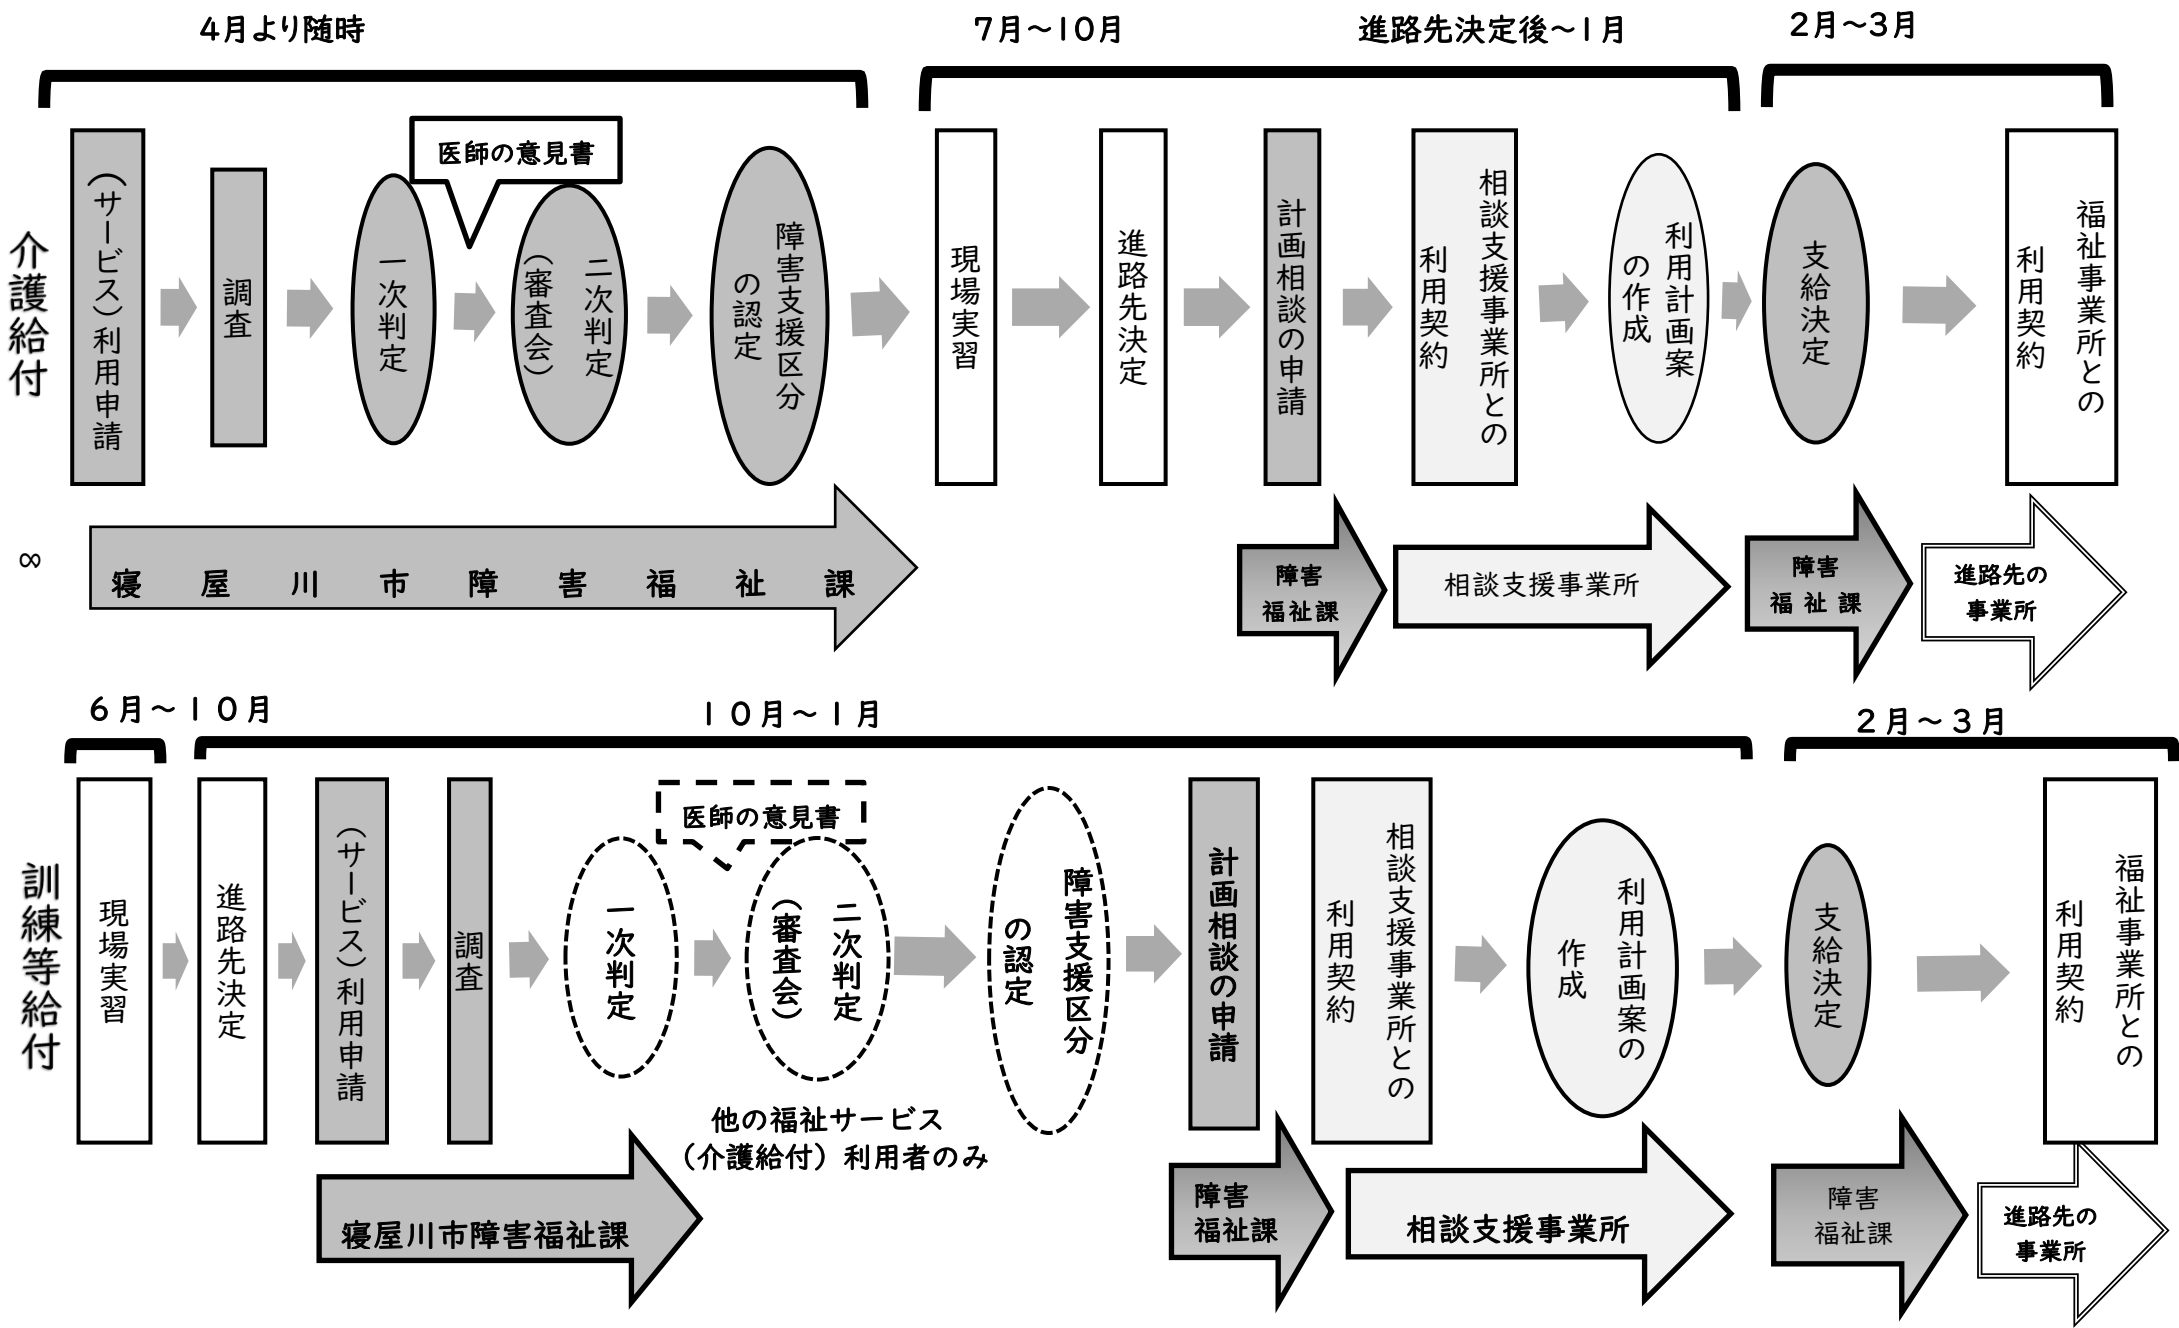 4月より随時
7月～10月
進路先決定後～1月
2月～3月
介護給付
（サービス）利用申請
調査
一次判定
医師の意見書
二次判定
（審査会）
障害支援区分
の認定
現場実習
進路先決定
計画相談の申請
相談支援事業所との
利用契約
利用計画案
の作成
支給決定
福祉事業所との
利用契約
∞
寝屋川市障害福祉課
障害
福祉課
相談支援事業所
障害
福祉課
進路先の
事業所
6月～10月
10月～1月
2月～3月
訓練等給付
現場実習
進路先決定
（サービス）利用申請
調査
一次判定
医師の意見書
二次判定
（審査会）
障害支援区分
の認定
計画相談の申請
相談支援事業所との
利用契約
利用計画案の
作成
支給決定
福祉事業所との
利用契約
他の福祉サービス
（介護給付）利用者のみ
寝屋川市障害福祉課
障害
福祉課
相談支援事業所
障害
福祉課
進路先の
事業所